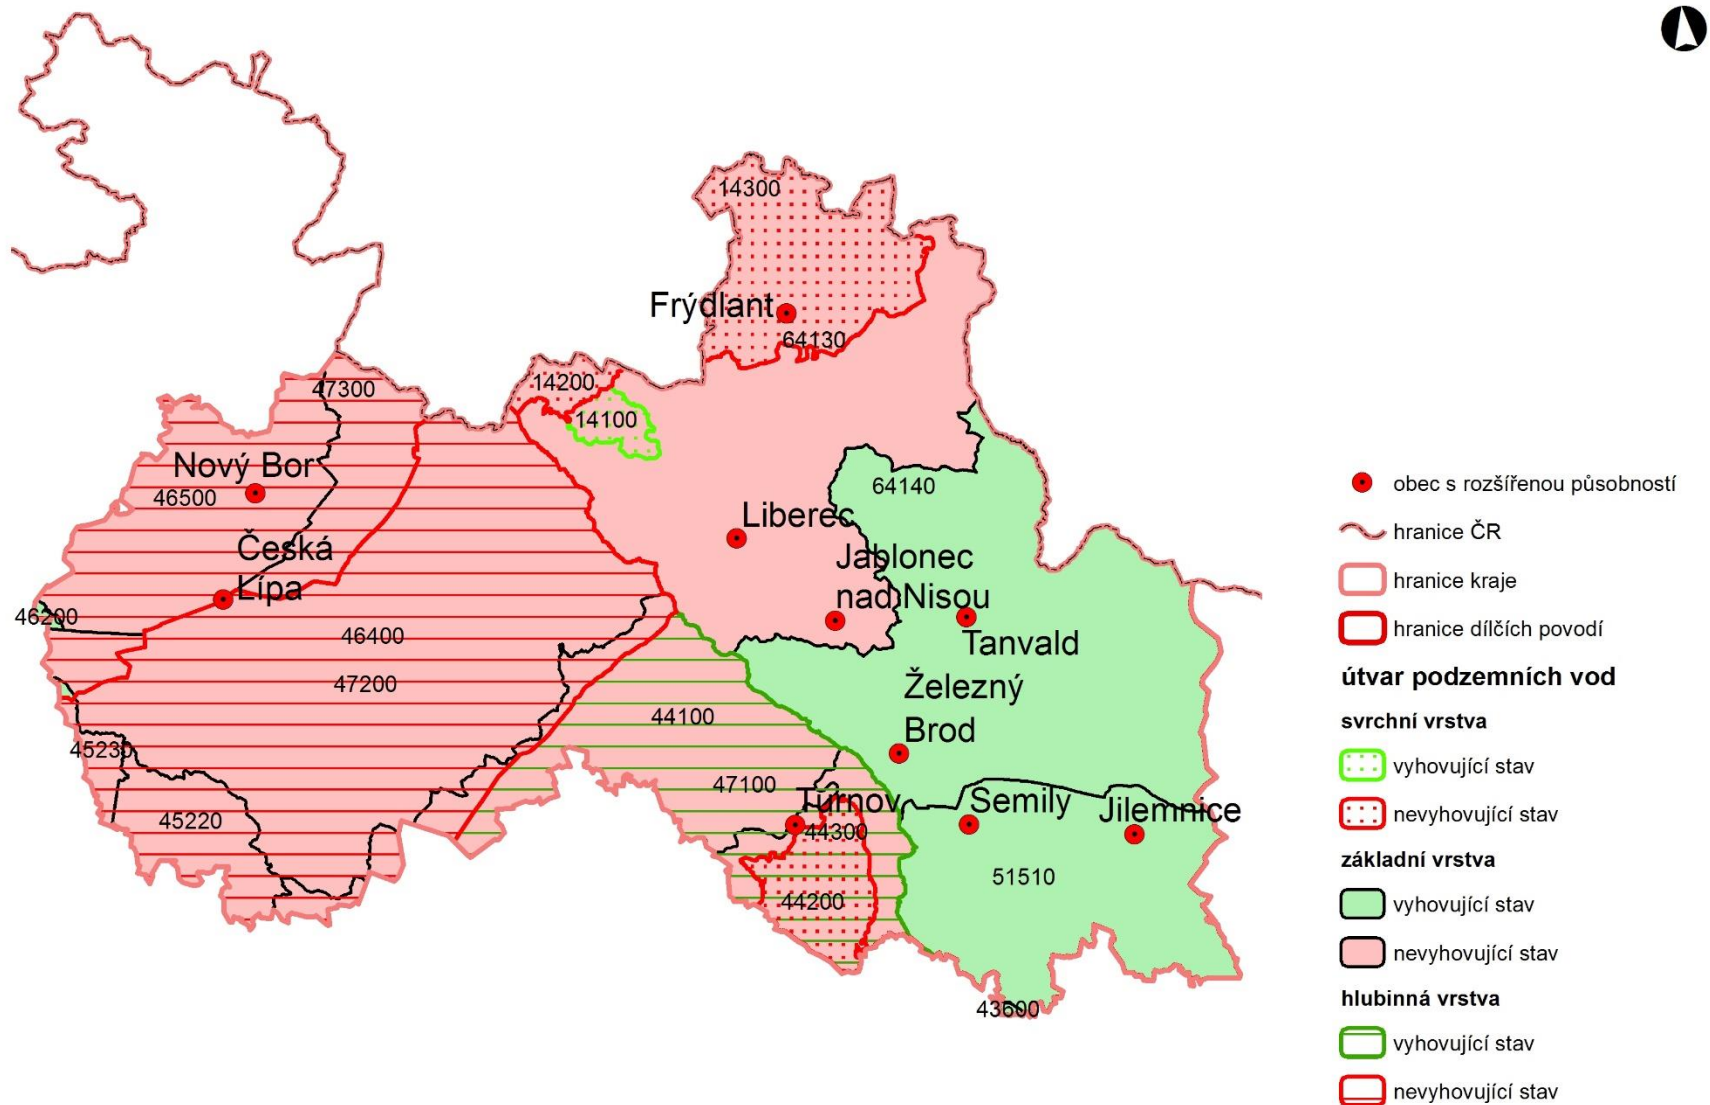 14300
Frýdlant
64130
14200
47300
14100
Nový Bor
46500
64140
Liberec
Česká
Lípa
Jablonec
nad Nisou
46200
46400
Tanvald
47200
Železný
Brod
44100
45230
47100
45220
Turnov
44300
Semily
Jilemnice
51510
44200
43600
obec s rozšířenou působností
hranice ČR
hranice kraje
hranice dílčích povodí
útvar podzemních vod
svrchní vrstva
vyhovující stav
nevyhovující stav
základní vrstva
vyhovující stav
nevyhovující stav
hlubinná vrstva
vyhovující stav
nevyhovující stav